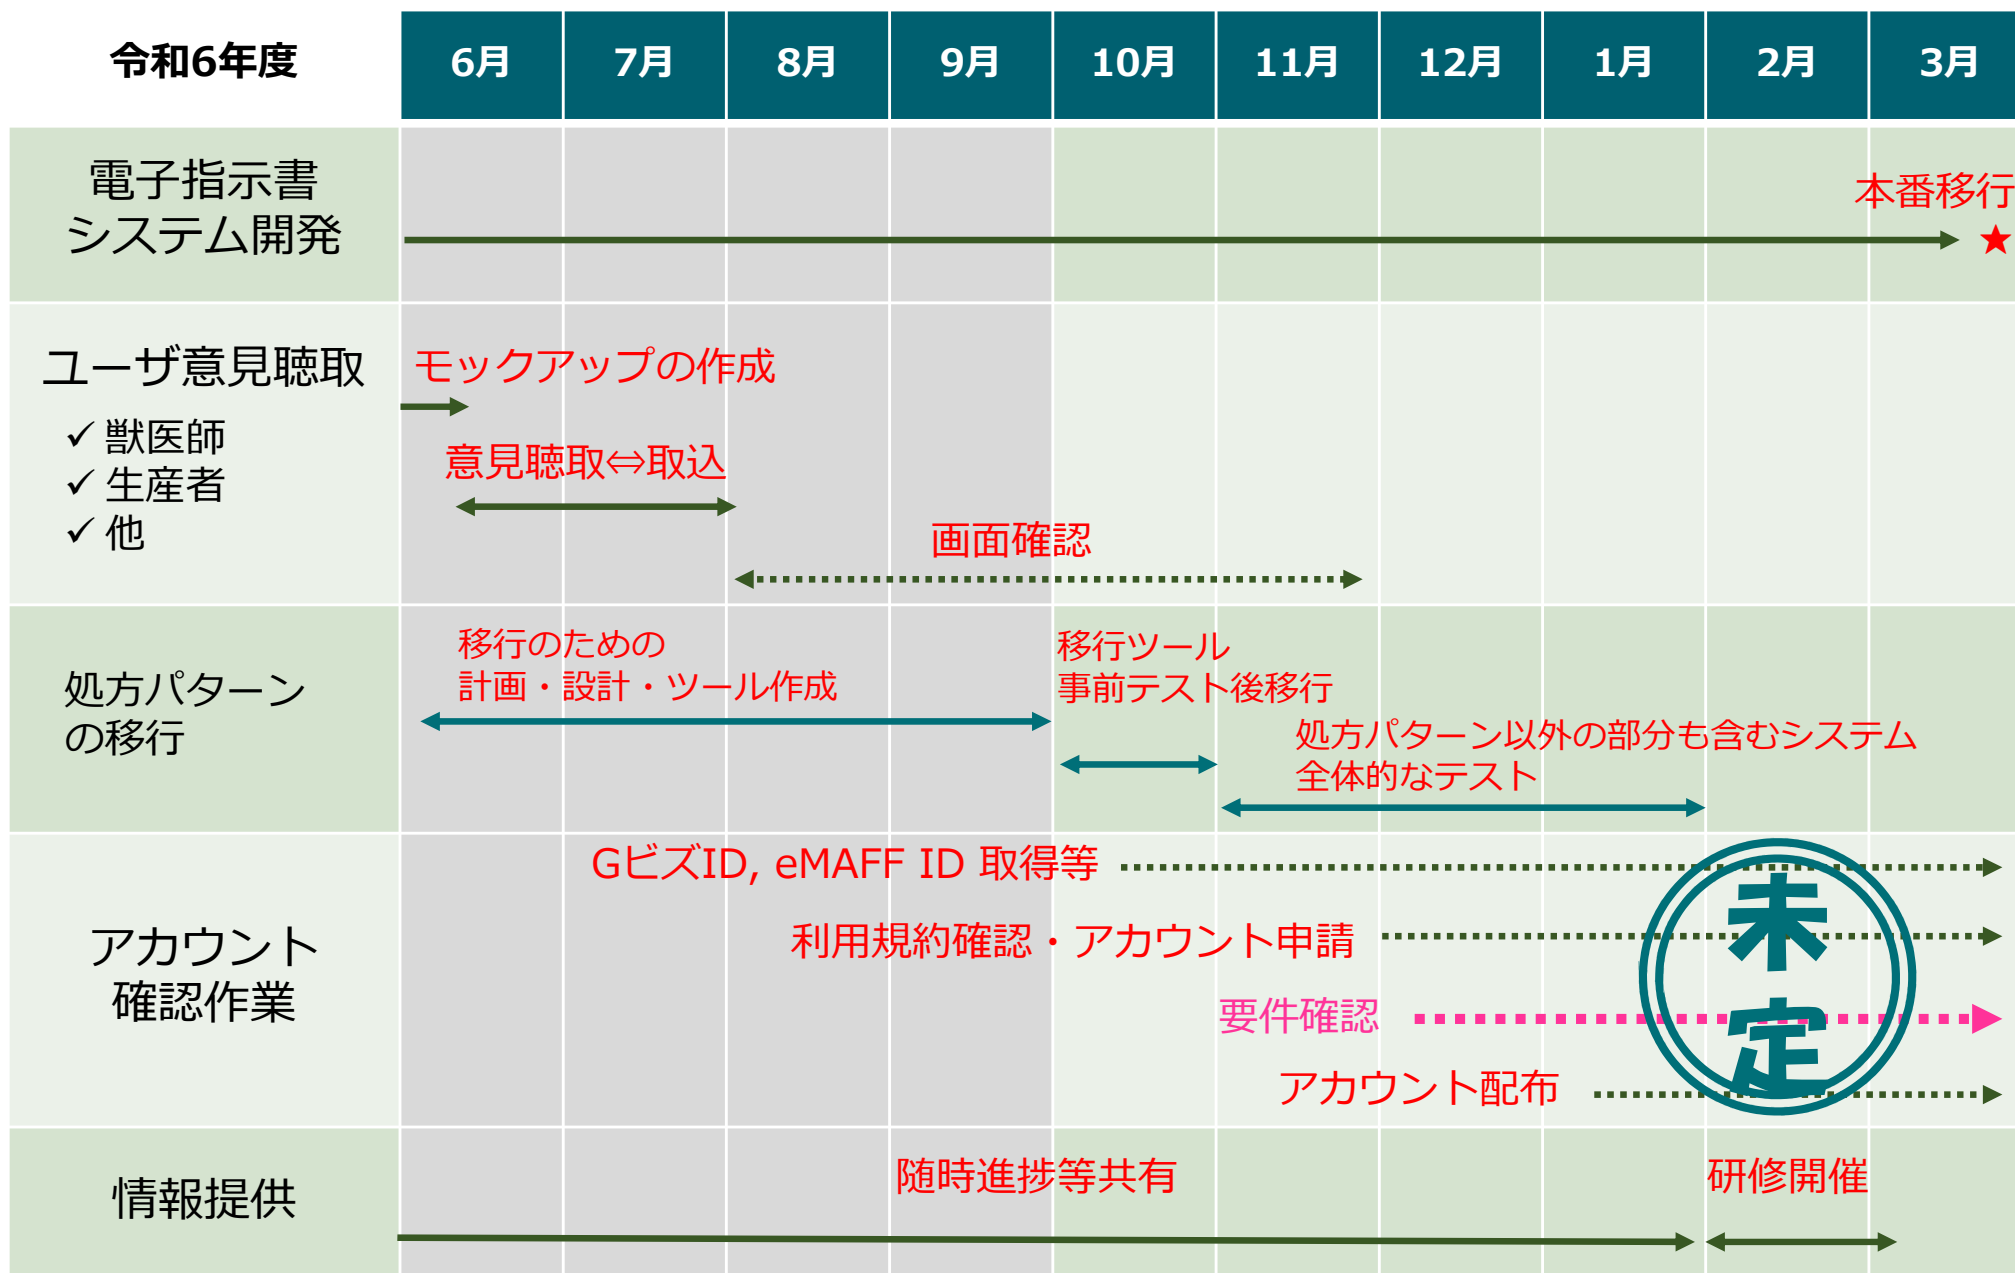 令和6年度
6月
7月
8月
9月
10月
11月
12月
1月
2月
3月
電子指示書
システム開発
本番移行
★
ユーザ意見聴取
✓ 獣医師
✓ 生産者
✓ 他
モックアップの作成
意見聴取⇔取込
画面確認
処方パターン
の移行
移行のための
計画・設計・ツール作成
移行ツール
事前テスト後移行
処方パターン以外の部分も含むシステム
全体的なテスト
アカウント
確認作業
GビズID, eMAFF ID 取得等
利用規約確認・アカウント申請
要件確認
アカウント配布
未
定
情報提供
随時進捗等共有
研修開催